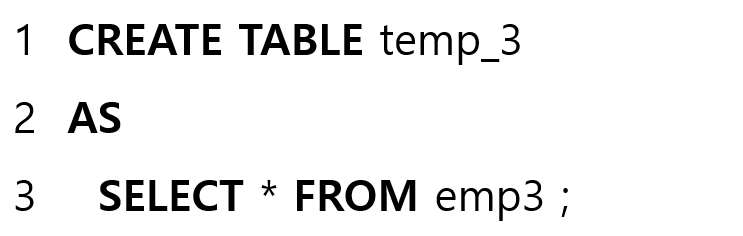 1 CREATE TABLE temp_3
2 AS
3 SELECT * FROM emp3 ;